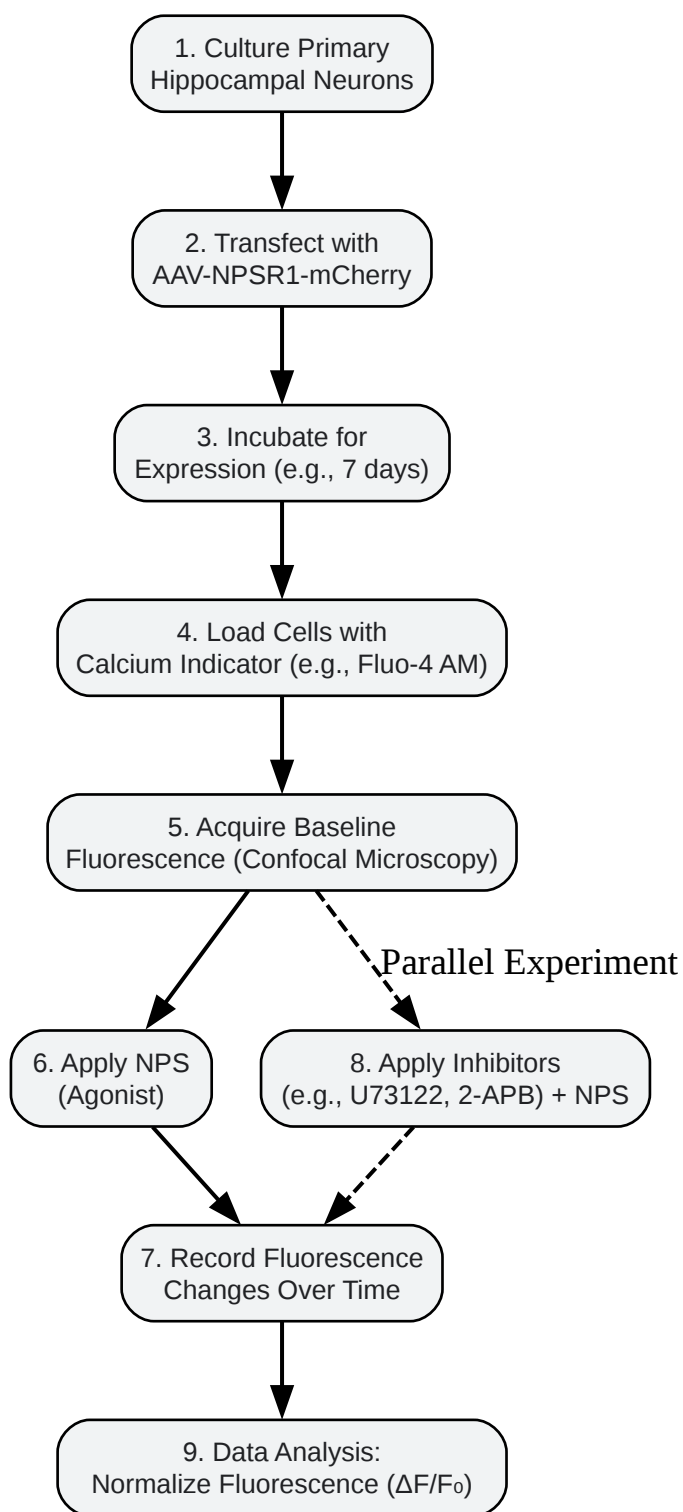 1. Culture Primary
Hippocampal Neurons
2. Transfect with
AAV-NPSR1-mCherry
3. Incubate for
Expression (e.g., 7 days)
4. Load Cells with
Calcium Indicator (e.g., Fluo-4 AM)
5. Acquire Baseline
Fluorescence (Confocal Microscopy)
Parallel Experiment
6. Apply NPS
(Agonist)
8. Apply Inhibitors
(e.g., U73122, 2-APB) + NPS
7. Record Fluorescence
Changes Over Time
9. Data Analysis:
Normalize Fluorescence (ΔF/F₀)